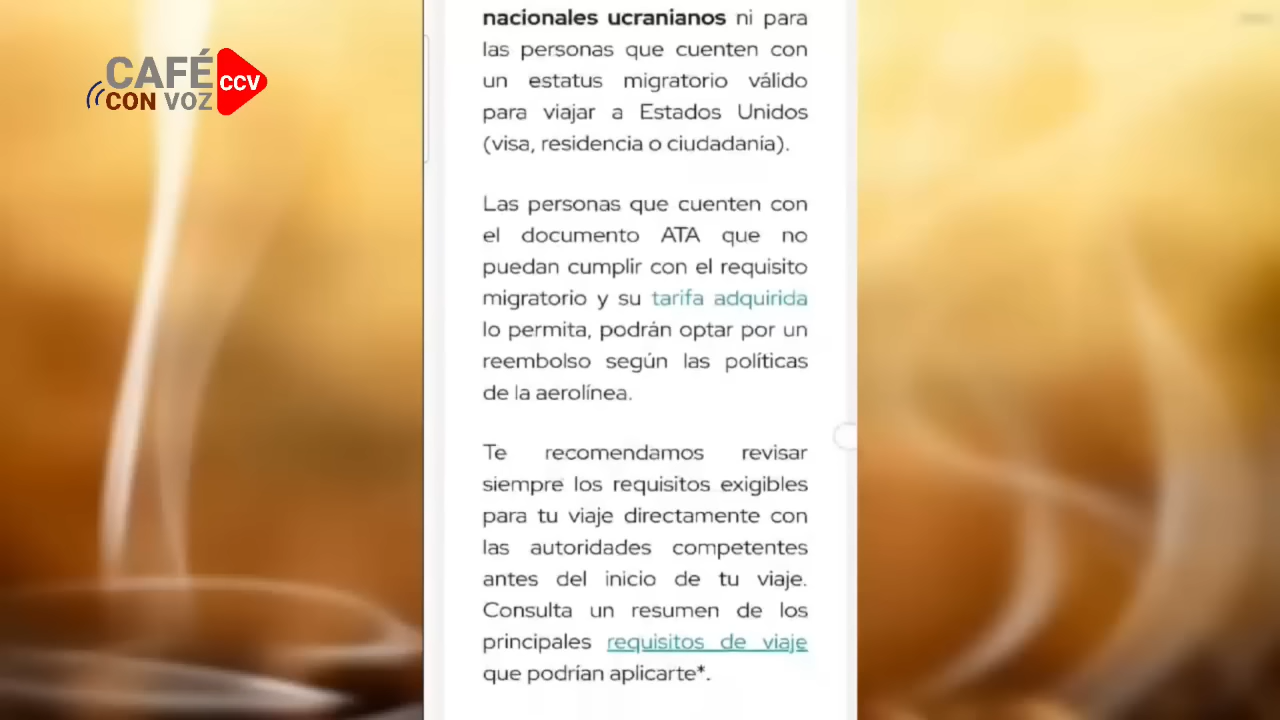 CAFÉ
CON VOZ
CCV
nacionales ucranianos ni para
las personas que cuenten con
un estatus migratorio válido
para viajar a Estados Unidos
(visa, residencia o ciudadanía).
Las personas que cuenten con
el documento ATA que no
puedan cumplir con el requisito
migratorio y su tarifa adquirida
lo permita, podrán optar por un
reembolso según las políticas
de la aerolínea.
Te recomendamos revisar
siempre los requisitos exigibles
para tu viaje directamente con
las autoridades competentes
antes del inicio de tu viaje.
Consulta un resumen de los
principales requisitos de viaje
que podrían aplicarte*.